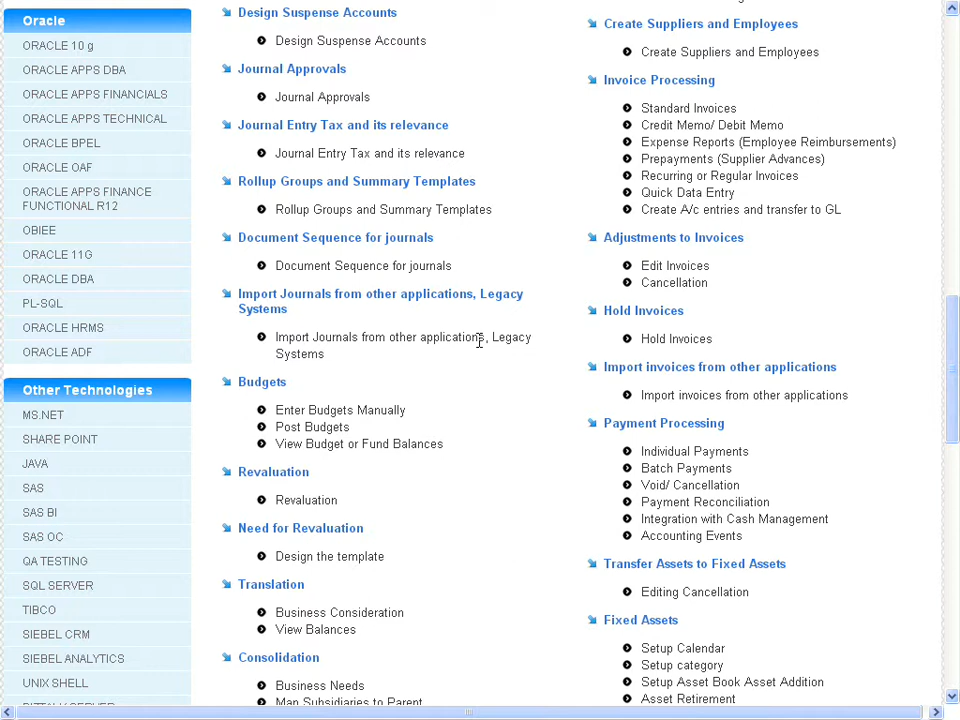 Oracle
ORACLE 10 g
ORACLE APPS DBA
ORACLE APPS FINANCIALS
ORACLE APPS TECHNICAL
ORACLE BPEL
ORACLE OAF
ORACLE APPS FINANCE
FUNCTIONAL R12
OBIEE
ORACLE 11G
ORACLE DBA
PL-SQL
ORACLE HRMS
ORACLE ADF
Other Technologies
MS.NET
SHARE POINT
JAVA
SAS
SAS BI
SAS OC
QA TESTING
SQL SERVER
TIBCO
SIEBEL CRM
SIEBEL ANALYTICS
UNIX SHELL
Design Suspense Accounts
Design Suspense Accounts
Journal Approvals
Journal Approvals
Journal Entry Tax and its relevance
Journal Entry Tax and its relevance
Rollup Groups and Summary Templates
Rollup Groups and Summary Templates
Document Sequence for journals
Document Sequence for journals
Import Journals from other applications, Legacy
Systems
Import Journals from other applications, Legacy
Systems
Budgets
Enter Budgets Manually
Post Budgets
View Budget or Fund Balances
Revaluation
Revaluation
Need for Revaluation
Design the template
Translation
Business Consideration
View Balances
Consolidation
Business Needs
Map Subsidiaries to Parent
Create Suppliers and Employees
Create Suppliers and Employees
Invoice Processing
Standard Invoices
Credit Memo/ Debit Memo
Expense Reports (Employee Reimbursements)
Prepayments (Supplier Advances)
Recurring or Regular Invoices
Quick Data Entry
Create A/c entries and transfer to GL
Adjustments to Invoices
Edit Invoices
Cancellation
Hold Invoices
Hold Invoices
Import invoices from other applications
Import invoices from other applications
Payment Processing
Individual Payments
Batch Payments
Void/ Cancellation
Payment Reconciliation
Integration with Cash Management
Accounting Events
Transfer Assets to Fixed Assets
Editing Cancellation
Fixed Assets
Setup Calendar
Setup category
Setup Asset Book Asset Addition
Asset Retirement